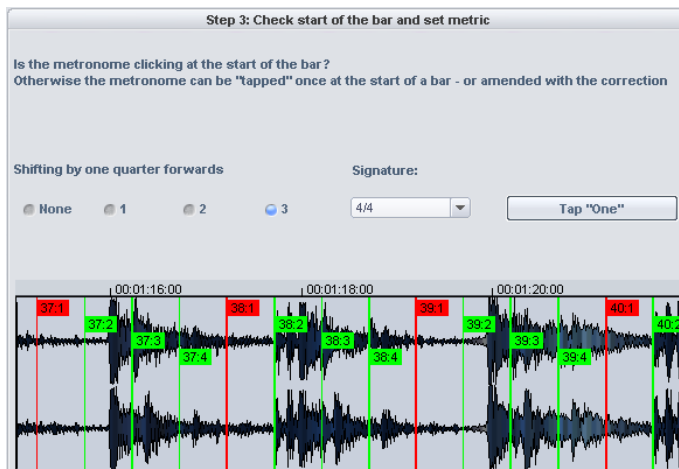 Step 3: Check start of the bar and set metric
Is the metronome clicking at the start of the bar?
Otherwise the metronome can be "tapped" once at the start of a bar - or amended with the correction
Shifting by one quarter forwards
Signature:
None 1 2 3 4/4 Tap "One"
00:01:16:00 00:01:18:00 00:01:20:00
37:1 38:1 39:1 40:1
37:2 38:2 39:2 40:2
37:3 38:3 39:3
37:4 38:4 39:4